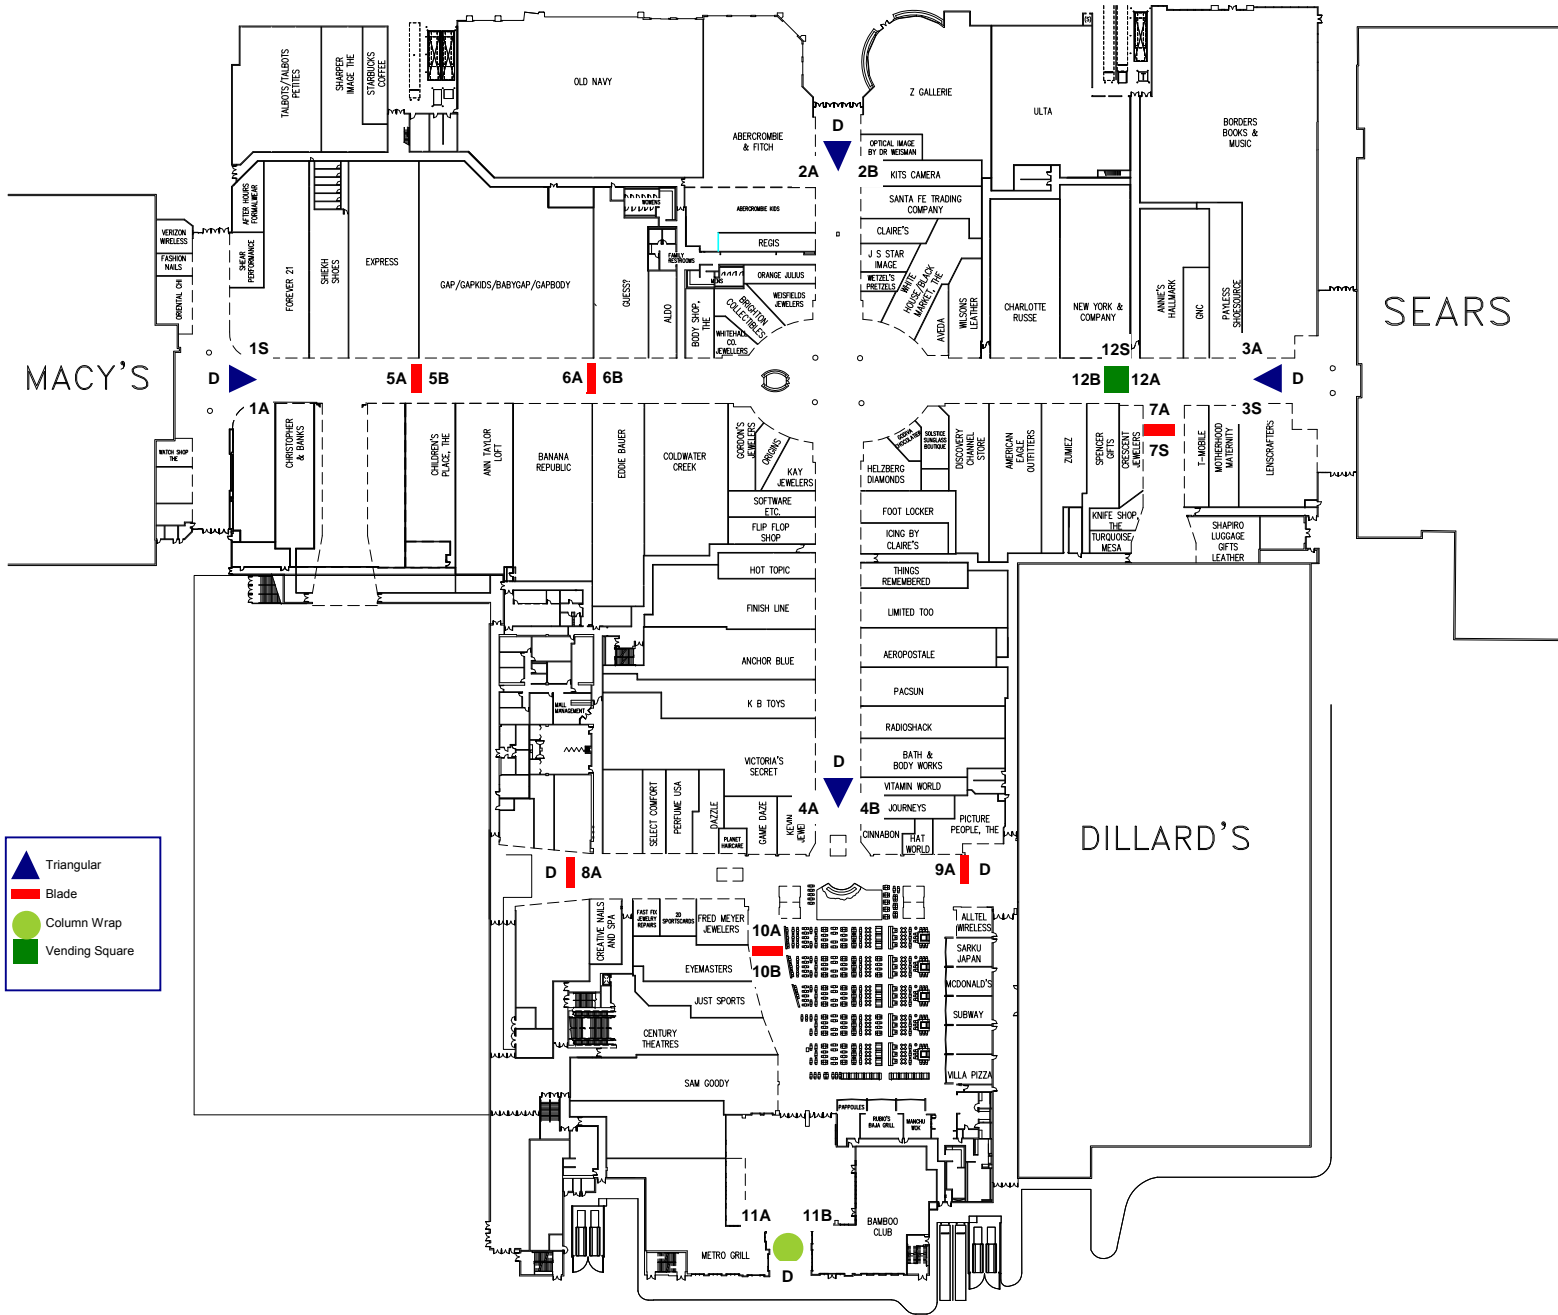 TALBOTS/TALBOTS
PETITES
SHARPER
IMAGE THE
STARBUCKS
COFFEE
OLD NAVY
ABERCROMBIE
& FITCH
D
2A
2B
Z GALLERIE
OPTICAL IMAGE
BY DR WEISMAN
KITS CAMERA
SANTA FE TRADING
COMPANY
CLAIRE'S
J S STAR
IMAGE
WETZEL'S
PRETZELS
WHITE
HOUSE/BLACK
MARKET, THE
AVEDA
WILSONS
LEATHER
ULTA
CHARLOTTE
RUSSE
NEW YORK &
COMPANY
BORDERS
BOOKS &
MUSIC
ANNIE'S
HALLMARK
GNC
PAYLESS
SHOESOURCE
SEARS
VERIZON
WIRELESS
FASHION
NAILS
ORIENTAL CHI
AFTER HOURS
FORMALWEAR
SHEAR
PERFORMANCE
FOREVER 21
SHIEKH
SHOES
EXPRESS
GAP/GAPKIDS/BABYGAP/GAPBODY
GUESS?
WOMENS
FAMILY
RESTROOMS
ALDO
MENS
BODY SHOP,
THE
ABERCROMBIE KIDS
REGIS
ORANGE JULIUS
WEISFIELDS
JEWELERS
BRIGHTON
COLLECTIBLES
WHITEHALL
CO.
JEWELLERS
MACY'S
1S
D
1A
5A
5B
6A
6B
12S
12B
12A
3A
D
3S
7A
7S
WATCH SHOP
THE
CHRISTOPHER
& BANKS
CHILDREN'S
PLACE, THE
ANN TAYLOR
LOFT
BANANA
REPUBLIC
EDDIE BAUER
COLDWATER
CREEK
GORDON'S
JEWELERS
ORIGINS
KAY
JEWELERS
SOFTWARE
ETC.
FLIP FLOP
SHOP
HOT TOPIC
FINISH LINE
ANCHOR BLUE
K B TOYS
VICTORIA'S
SECRET
GODIVA
CHOCOLATIER
SOLSTICE
SUNGLASS
BOUTIQUE
HELZBERG
DIAMONDS
DISCOVERY
CHANNEL
STORE
AMERICAN
EAGLE
OUTFITTERS
ZUMIEZ
SPENCER
GIFTS
CRESCENT
JEWELERS
T-MOBILE
MOTHERHOOD
MATERNITY
LENSCRAFTERS
FOOT LOCKER
ICING BY
CLAIRE'S
KNIFE SHOP,
THE
TURQUOISE
MESA
SHAPIRO
LUGGAGE
GIFTS
LEATHER
THINGS
REMEMBERED
LIMITED TOO
AEROPOSTALE
PACSUN
RADIOSHACK
BATH &
BODY WORKS
VITAMIN WORLD
JOURNEYS
CINNABON
HAT
WORLD
PICTURE
PEOPLE, THE
MALL
MANAGEMENT
SELECT COMFORT
PERFUME USA
DAZZLE
PLANET
HAIRCARE
GAME DAZE
KEVIN
JEWE
D
4A
4B
DILLARD'S
Triangular
Blade
Column Wrap
Vending Square
D
8A
9A
D
CREATIVE NAILS
AND SPA
FAST FIX
JEWELRY
REPAIRS
2D
SPORTSCARDS
FRED MEYER
JEWELERS
10A
10B
EYEMASTERS
JUST SPORTS
CENTURY
THEATRES
SAM GOODY
ALLTEL
WIRELESS
SARKU
JAPAN
MCDONALD'S
SUBWAY
VILLA PIZZA
PAPPOULES
RUBIO'S
BAJA GRILL
MANCHU
WOK
11A
11B
METRO GRILL
BAMBOO
CLUB
D